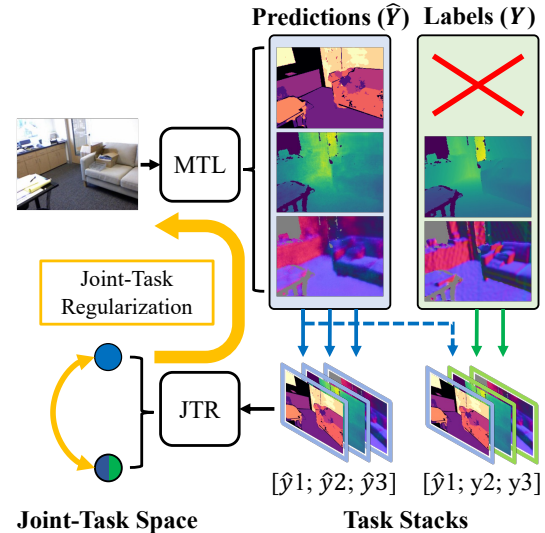 Predictions (Ŷ)
Labels (Y)
MTL
Joint-Task
Regularization
JTR
[ŷ1; ŷ2; ŷ3]
[ŷ1; y2; y3]
Joint-Task Space
Task Stacks